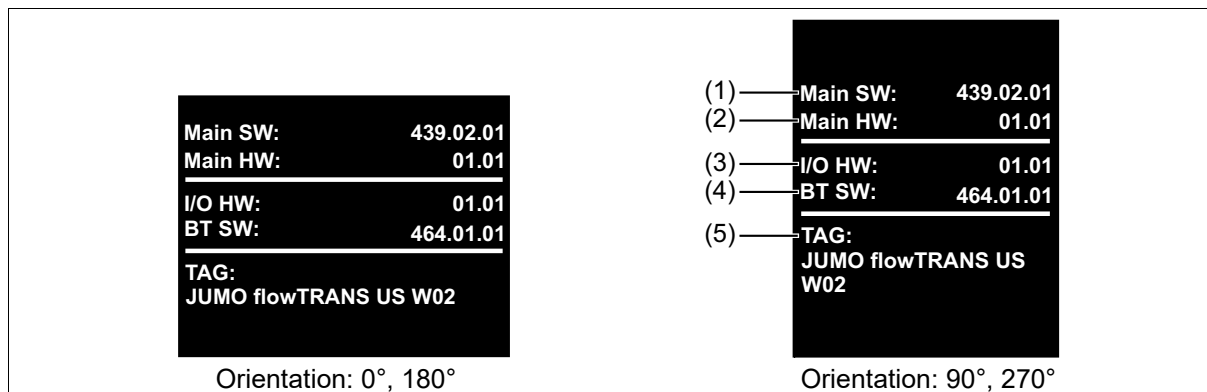 Main SW: 439.02.01
Main HW: 01.01
I/O HW: 01.01
BT SW: 464.01.01
TAG:
JUMO flowTRANS US W02
Orientation: 0°, 180°
(1) Main SW: 439.02.01
(2) Main HW: 01.01
(3) I/O HW: 01.01
(4) BT SW: 464.01.01
(5) TAG:
JUMO flowTRANS US
W02
Orientation: 90°, 270°